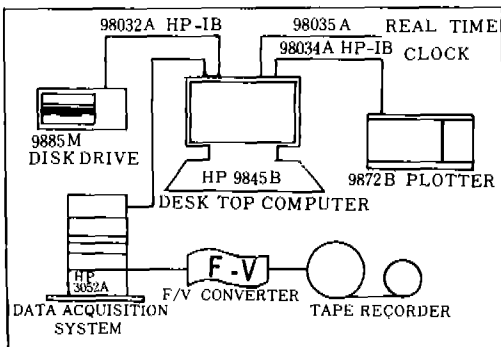 98032A HP-IB
98035A REAL TIME
98034A HP-IB CLOCK
9885M
DISK DRIVE
HP 9845B
DESK TOP COMPUTER
9872B PLOTTER
HP
3052A
DATA ACQUISITION
SYSTEM
F-V
F/V CONVERTER
TAPE RECORDER